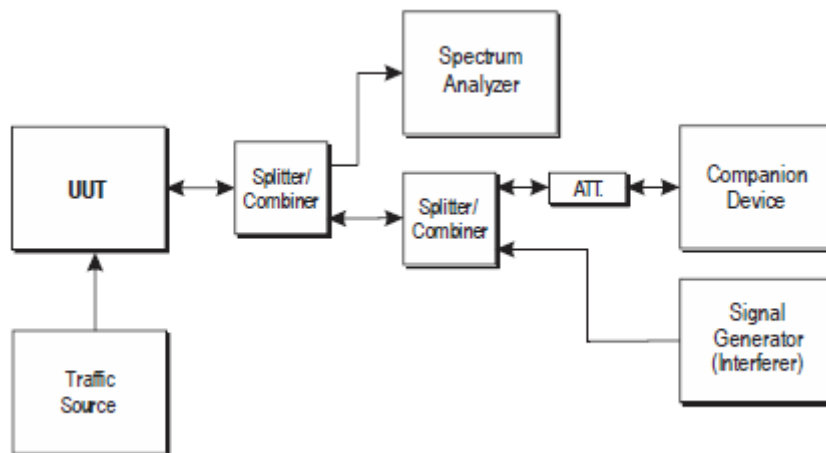 Spectrum
Analyzer
UUT
Splitter/
Combiner
Splitter/
Combiner
ATT.
Companion
Device
Signal
Generator
(Interferer)
Traffic
Source